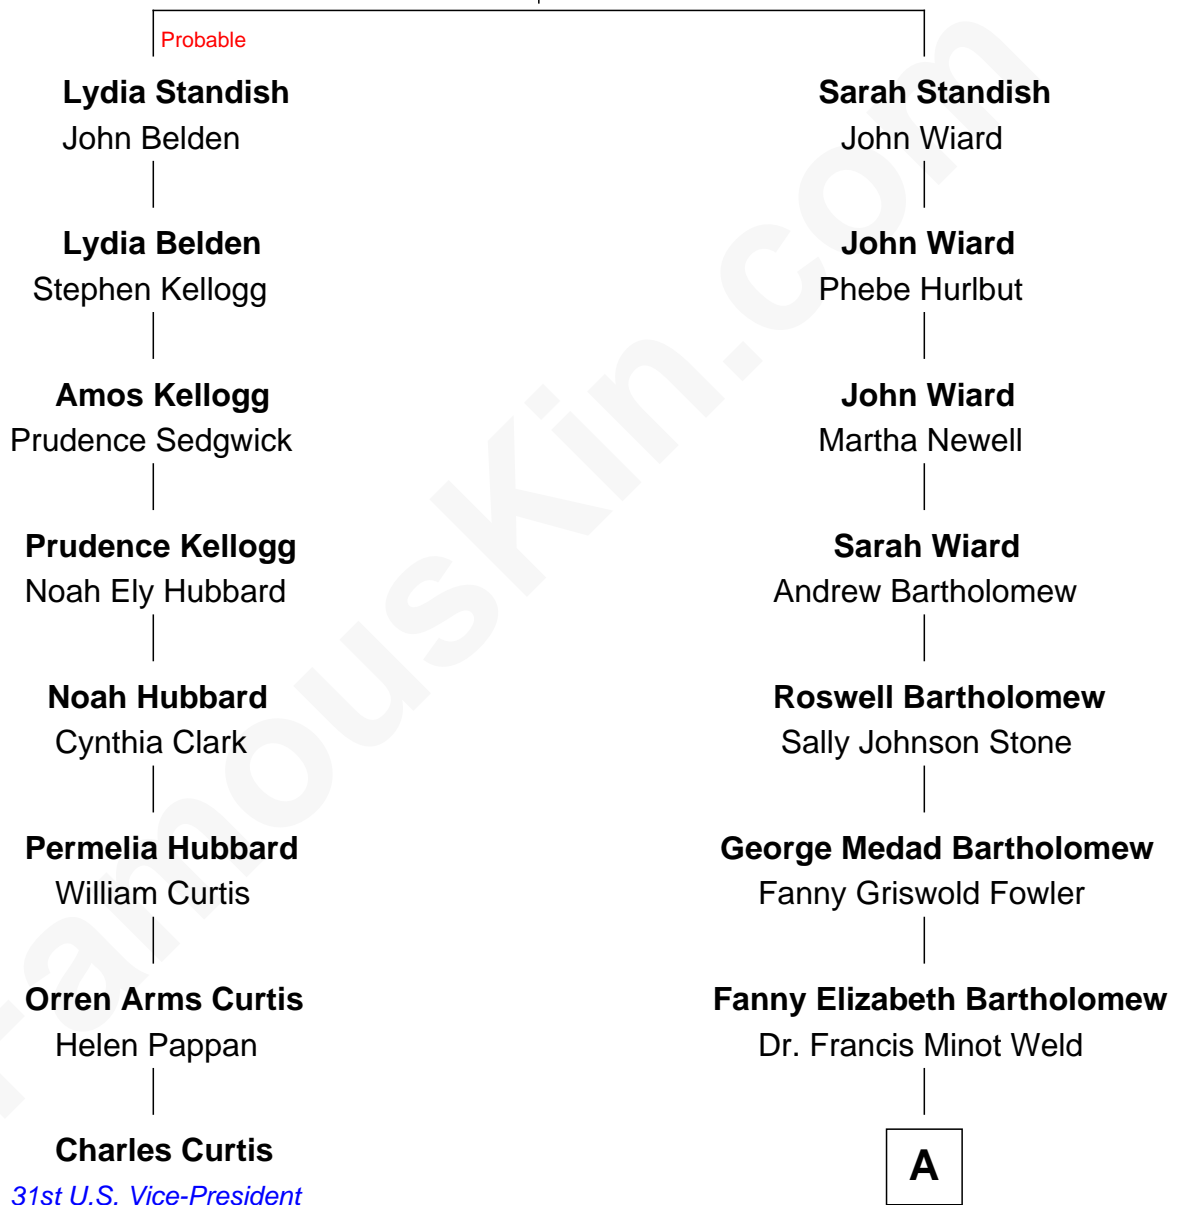 Probable
Lydia Standish
John Belden
Lydia Belden
Stephen Kellogg
Amos Kellogg
Prudence Sedgwick
Prudence Kellogg
Noah Ely Hubbard
Noah Hubbard
Cynthia Clark
Permelia Hubbard
William Curtis
Orren Arms Curtis
Helen Pappan
Charles Curtis
31st U.S. Vice-President
Sarah Standish
John Wiard
John Wiard
Phebe Hurlbut
John Wiard
Martha Newell
Sarah Wiard
Andrew Bartholomew
Roswell Bartholomew
Sally Johnson Stone
George Medad Bartholomew
Fanny Griswold Fowler
Fanny Elizabeth Bartholomew
Dr. Francis Minot Weld
A
FamousKin.com